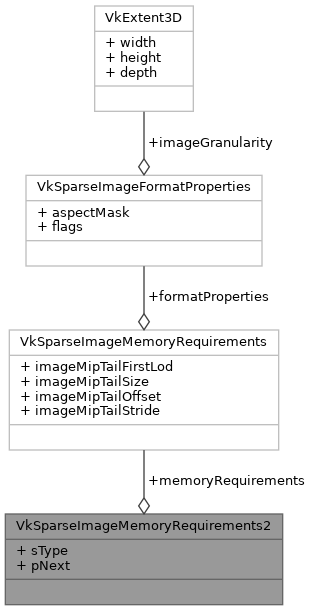 VkExtent3D
+ width
+ height
+ depth
+imageGranularity
VkSparseImageFormatProperties
+ aspectMask
+ flags
+formatProperties
VkSparseImageMemoryRequirements
+ imageMipTailFirstLod
+ imageMipTailSize
+ imageMipTailOffset
+ imageMipTailStride
+memoryRequirements
VkSparseImageMemoryRequirements2
+ sType
+ pNext